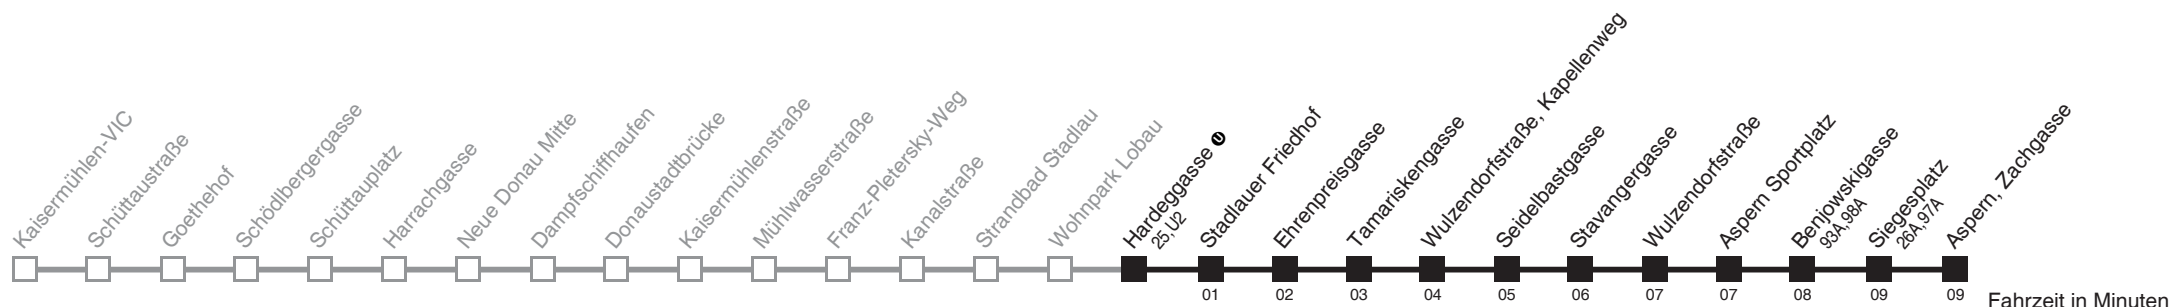 Kaisermühlen-VIC
Schüttaustraße
Goethehof
Schödlbergergasse
Schüttauplatz
Harrachgasse
Neue Donau Mitte
Dampfschiffhaufen
Donaustadtbrücke
Kaisermühlenstraße
Mühlwasserstraße
Franz-Pletersky-Weg
Kanalstraße
Strandbad Stadlau
Wohnpark Lobau
Hardeggasse U
25, U2
Stadlauer Friedhof
Ehrenpreisgasse
Tamariskengasse
Wulzendorfstraße, Kapellenweg
Seidelbastgasse
Stavangergasse
Wulzendorfstraße
Aspern Sportplatz
Benjowskigasse
93A,98A
Siegesplatz
26A,97A
Aspern, Zachgasse
01 02 03 04 05 06 07 07 08 09 09 Fahrzeit in Minuten